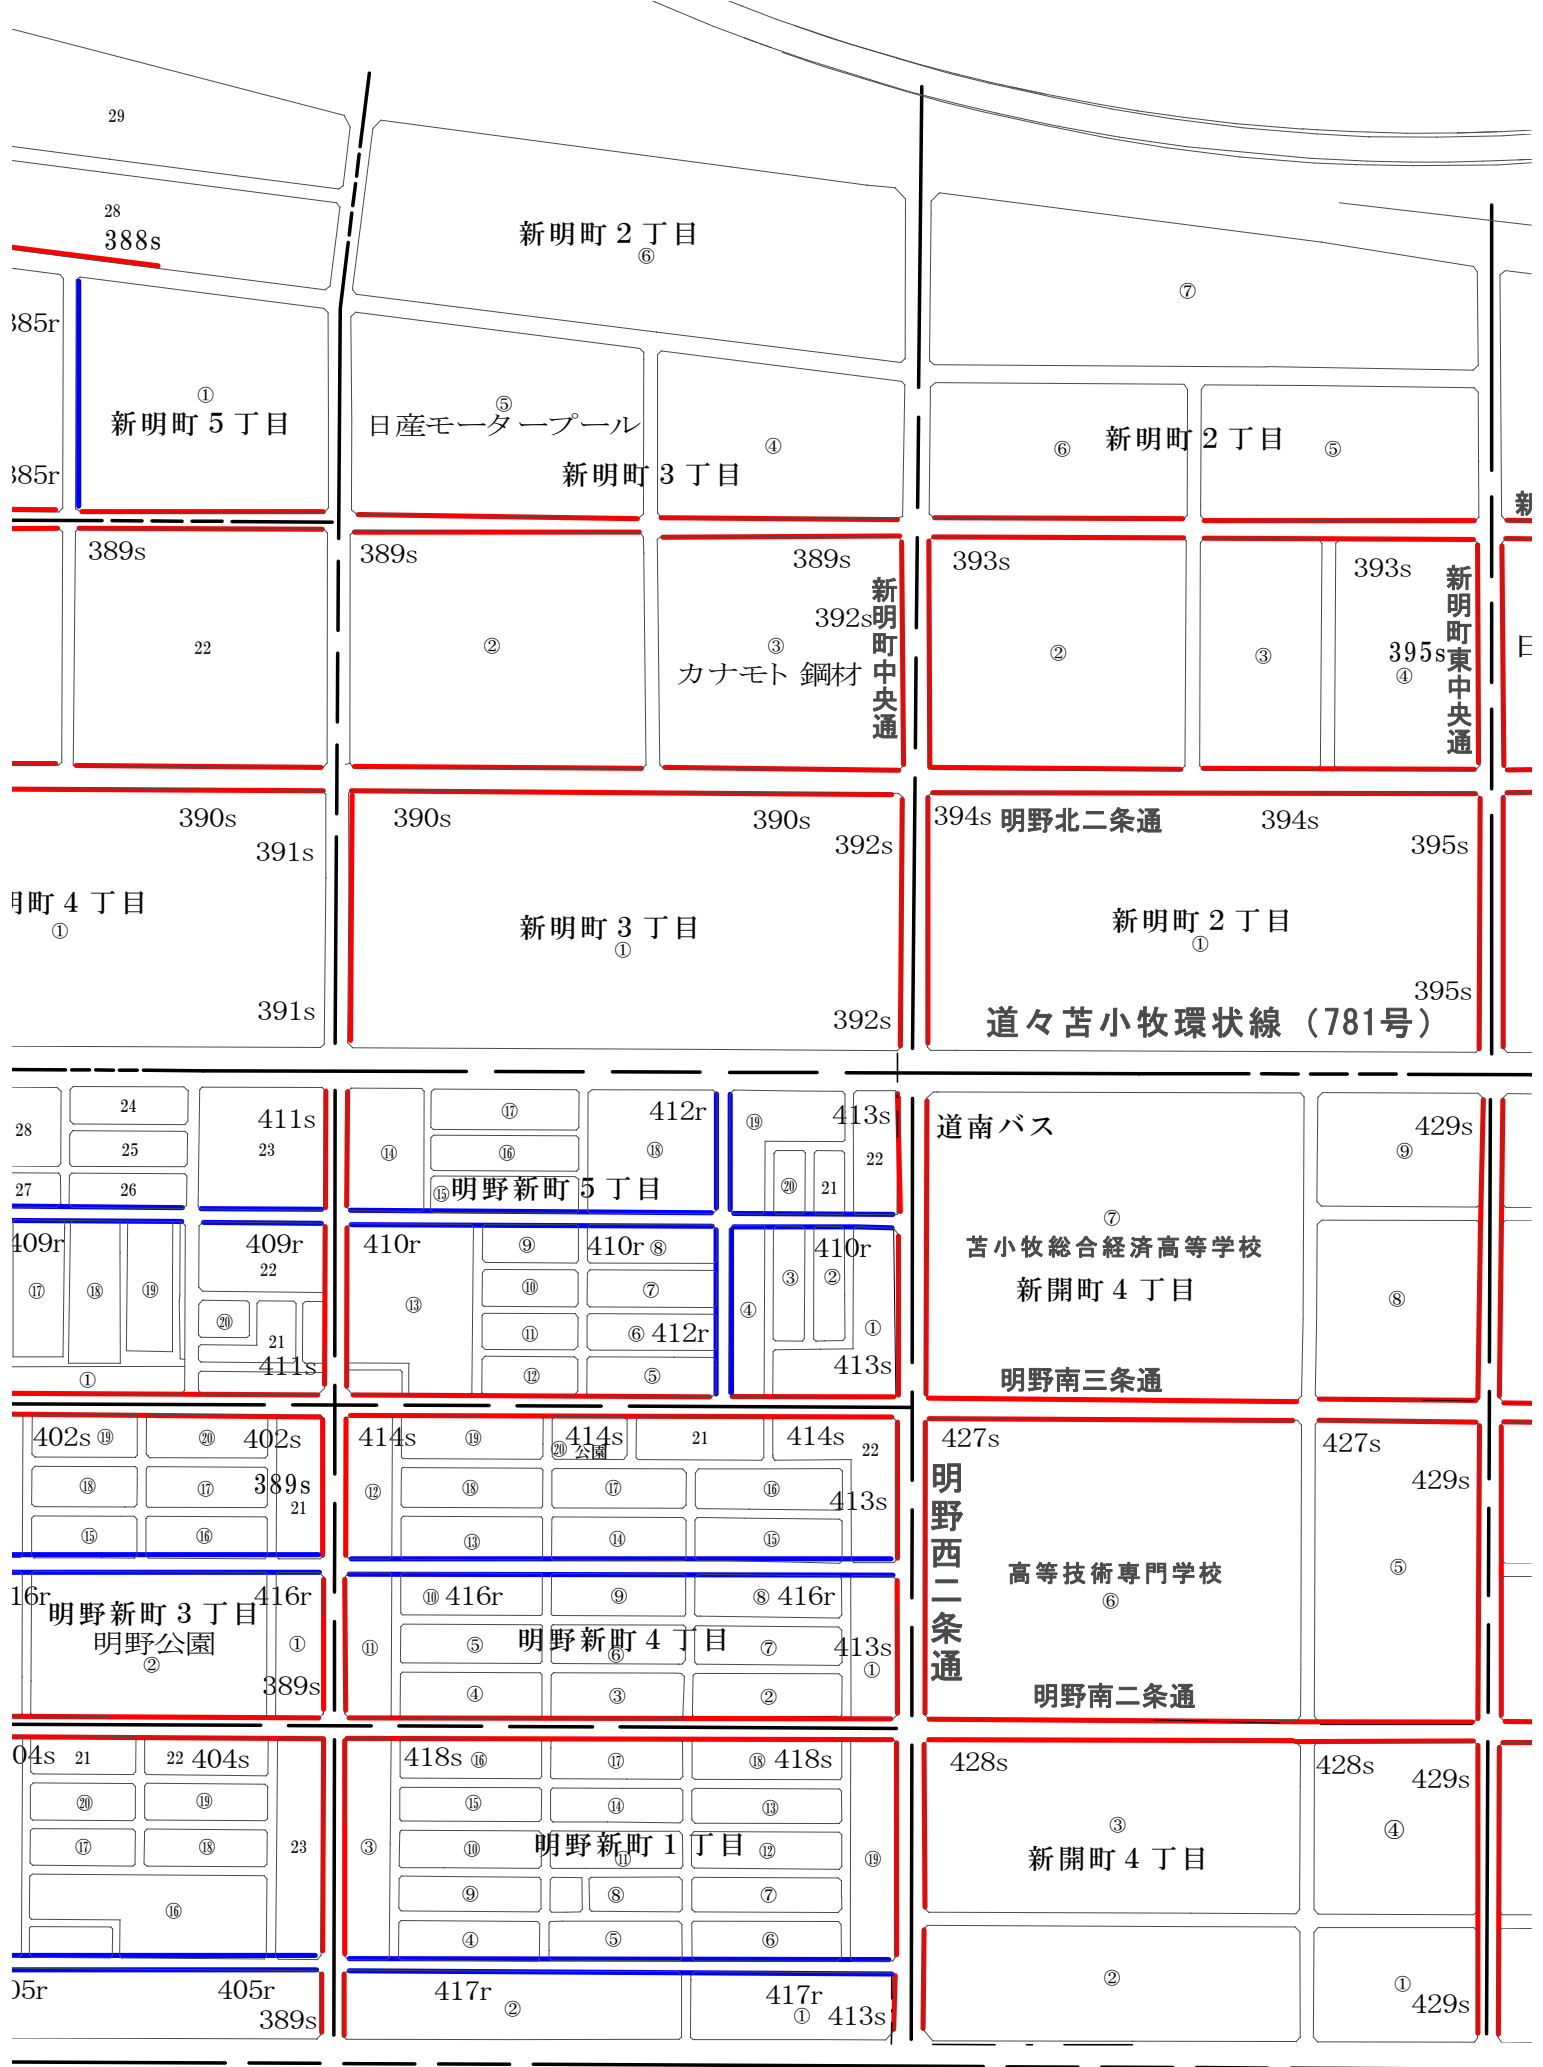 29
28
388s
新明町２丁目
⑥
⑦
385r
①
新明町５丁目
⑤
日産モータープール
④
新明町３丁目
⑥
新明町２丁目
⑤
385r
新
389s
389s
389s
393s
393s
新明町中央通
新明町東中央通
392s
22
②
③
カナモト鋼材
②
③
395s
④
390s
390s
390s
394s
明野北二条通
394s
391s
392s
395s
明町４丁目
①
新明町３丁目
①
新明町２丁目
①
391s
392s
395s
道々苫小牧環状線（781号）
24
411s
⑰
412r
⑲
413s
道南バス
429s
28
25
23
⑭
⑯
⑱
22
⑨
27
26
⑮
明野新町５丁目
⑳
21
⑦
409r
409r
410r
⑨
410r
⑧
410r
苫小牧総合経済高等学校
22
⑰
⑱
⑲
⑬
⑩
⑦
③
②
新開町４丁目
⑧
⑳
21
⑪
⑥
412r
④
①
411s
413s
①
⑫
⑤
明野南三条通
402s
⑲
⑳
402s
414s
⑲
414s
⑳
公園
21
414s
22
427s
427s
⑱
⑰
389s
21
⑫
⑱
⑰
⑯
413s
明野西二条通
429s
⑮
⑯
⑬
⑭
⑮
高等技術専門学校
⑥
⑤
416r
416r
⑩
416r
⑨
⑧
416r
明野新町３丁目
明野公園
②
①
⑪
⑤
明野新町４丁目
⑥
⑦
413s
①
389s
④
③
②
明野南二条通
404s
21
22
404s
418s
⑯
⑰
⑱
418s
428s
428s
429s
⑳
⑲
⑮
⑭
⑬
③
④
⑰
⑱
23
③
⑩
明野新町１丁目
⑪
⑫
⑲
新開町４丁目
⑯
⑨
⑧
⑦
④
⑤
⑥
405r
405r
389s
417r
②
417r
①
413s
②
①
429s